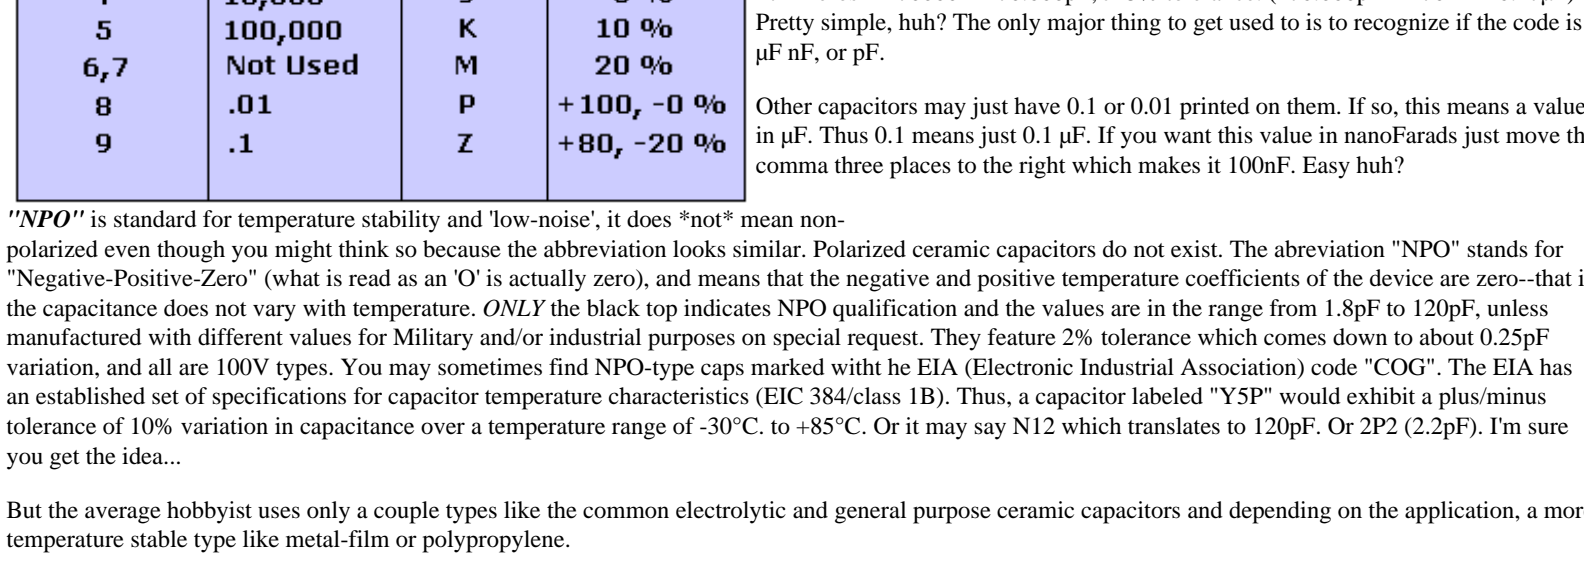 5 100,000 K 10 %
6,7 Not Used M 20 %
8 .01 P +100, -0 %
9 .1 Z +80, -20 %
Pretty simple, huh? The only major thing to get used to is to recognize if the code is
µF nF, or pF.
Other capacitors may just have 0.1 or 0.01 printed on them. If so, this means a value
in µF. Thus 0.1 means just 0.1 µF. If you want this value in nanoFarads just move
comma three places to the right which makes it 100nF. Easy huh?
"NPO" is standard for temperature stability and 'low-noise', it does *not* mean non-
polarized even though you might think so because the abbreviation looks similar. Polarized ceramic capacitors do not exist. The abreviation "NPO" stands for
"Negative-Positive-Zero" (what is read as an 'O' is actually zero), and means that the negative and positive temperature coefficients of the device are zero--that
the capacitance does not vary with temperature. ONLY the black top indicates NPO qualification and the values are in the range from 1.8pF to 120pF, unless
manufactured with different values for Military and/or industrial purposes on special request. They feature 2% tolerance which comes down to about 0.25pF
variation, and all are 100V types. You may sometimes find NPO-type caps marked witht he EIA (Electronic Industrial Association) code "COG". The EIA has
an established set of specifications for capacitor temperature characteristics (EIC 384/class 1B). Thus, a capacitor labeled "Y5P" would exhibit a plus/minus
tolerance of 10% variation in capacitance over a temperature range of -30°C. to +85°C. Or it may say N12 which translates to 120pF. Or 2P2 (2.2pF). I'm sure
you get the idea...
But the average hobbyist uses only a couple types like the common electrolytic and general purpose ceramic capacitors and depending on the application, a
temperature stable type like metal-film or polypropylene.